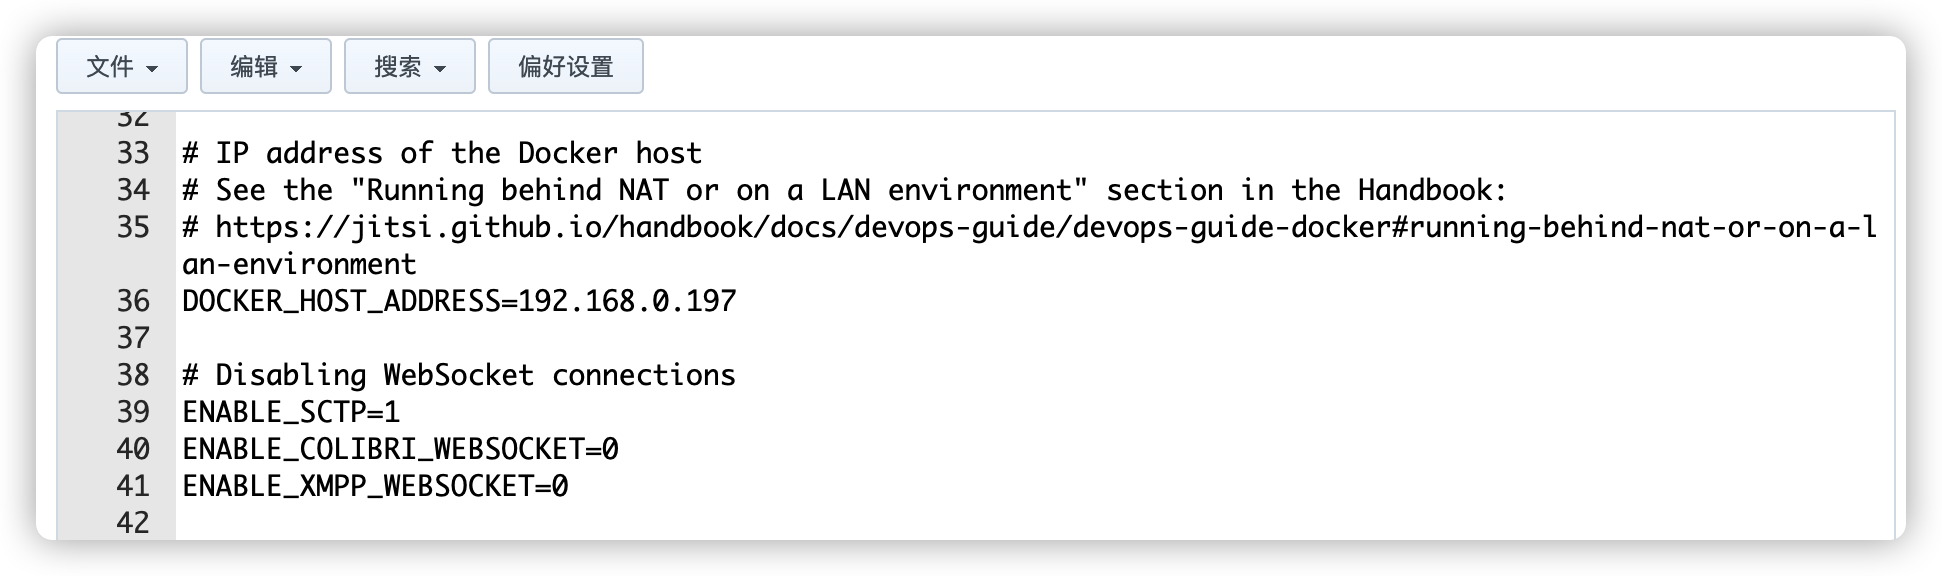 文件 编辑 搜索 偏好设置
32
33 # IP address of the Docker host
34 # See the "Running behind NAT or on a LAN environment" section in the Handbook:
35 # https://jitsi.github.io/handbook/docs/devops-guide/devops-guide-docker#running-behind-nat-or-on-a-l
an-environment
36 DOCKER_HOST_ADDRESS=192.168.0.197
37
38 # Disabling WebSocket connections
39 ENABLE_SCTP=1
40 ENABLE_COLIBRI_WEBSOCKET=0
41 ENABLE_XMPP_WEBSOCKET=0
42